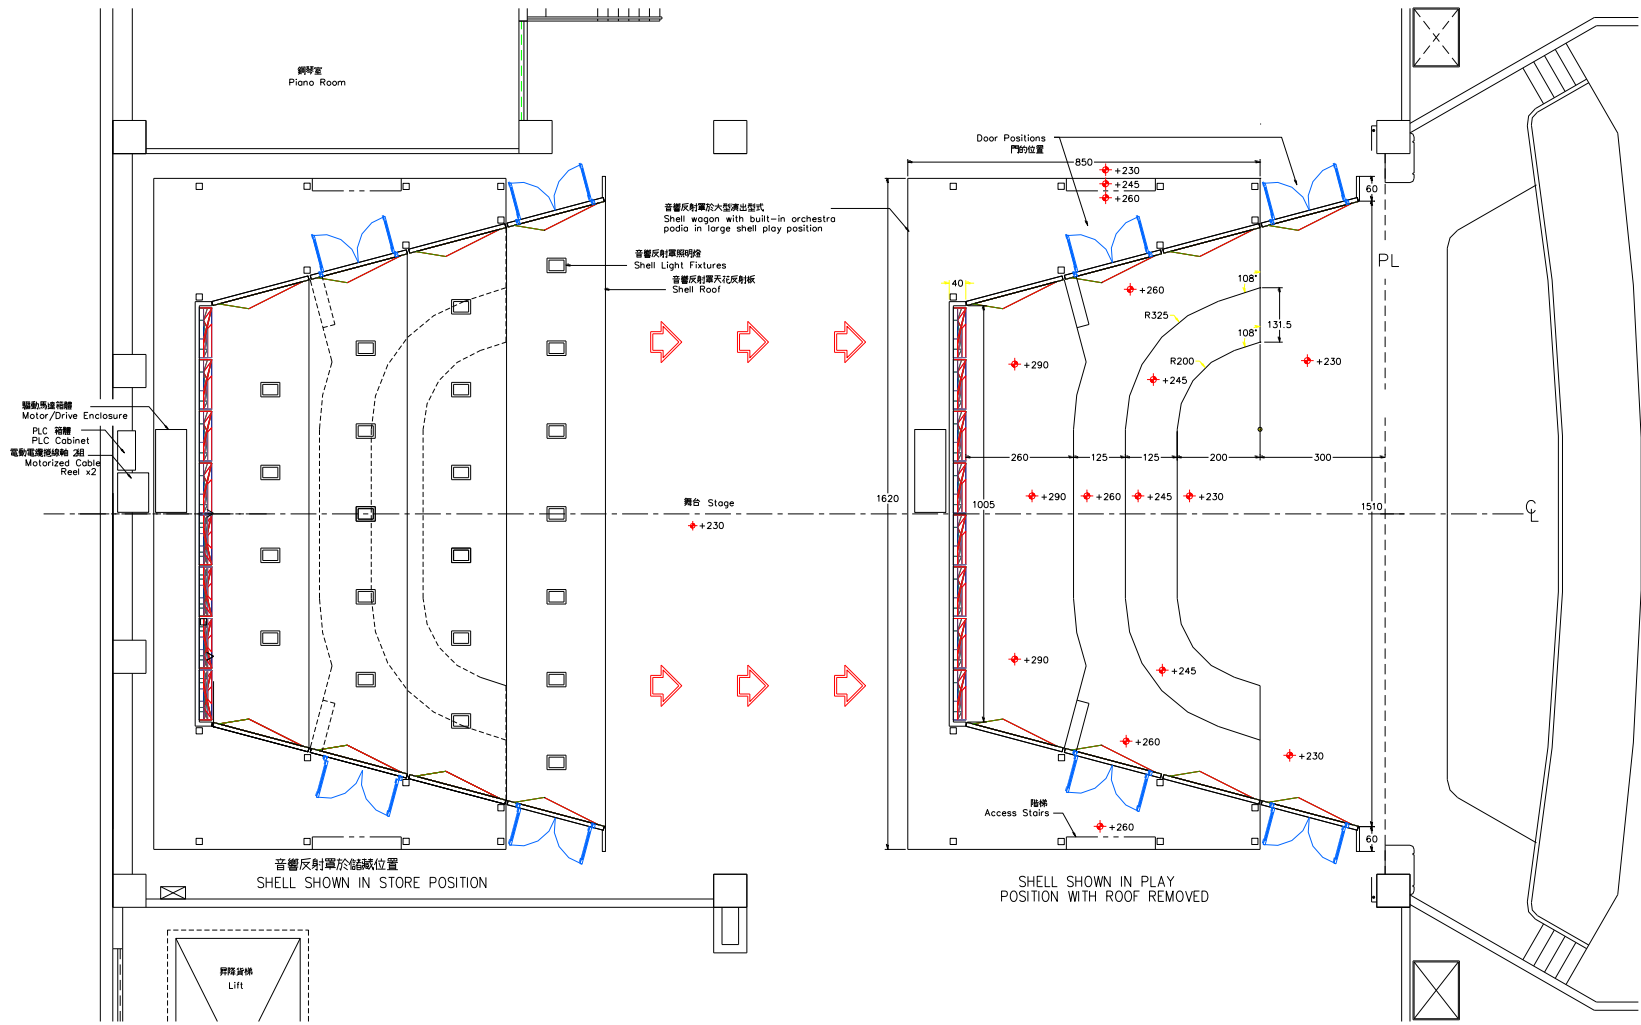 鋼琴室
Piano Room
X
Door Positions
門的位置
850
+230
+245
+260
60
音響反射罩於大型演出型式
Shell wagon with built-in orchestra
podia in large shell play position
音響反射罩照明燈
Shell Light Fixtures
音響反射罩天花反射板
Shell Roof
PL
40
+260
108°
R325
131.5
108°
R200
+290
+245
+230
驅動馬達箱體
Motor/Drive Enclosure
PLC 箱體
PLC Cabinet
電動電纜捲線軸 2組
Motorized Cable
Reel x2
260
125
125
200
300
1620
+290
+260
+245
+230
1005
1510
舞台 Stage
+230
CL
+290
+245
+260
+230
階梯
Access Stairs
+260
60
音響反射罩於儲藏位置
SHELL SHOWN IN STORE POSITION
SHELL SHOWN IN PLAY
POSITION WITH ROOF REMOVED
昇降貨梯
Lift